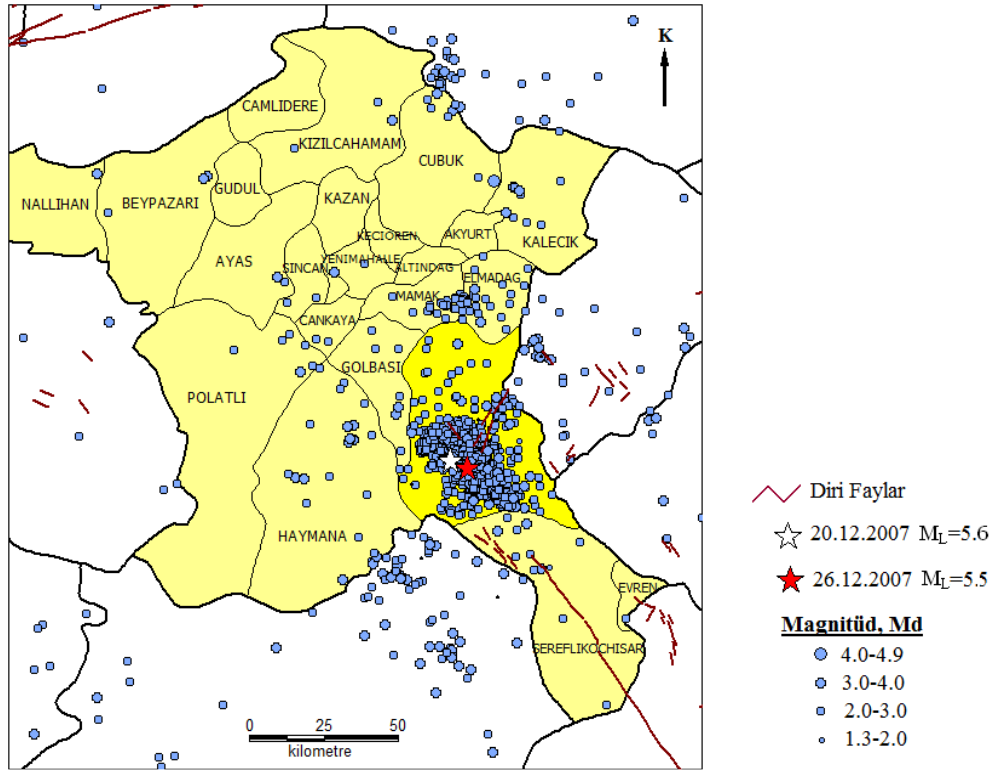 K
CAMLIDERE
KIZILCAHAMAM
CUBUK
NALLIHAN
BEYPAZARI
GUDUL
KAZAN
KECIOREN
AKYURT
KALECIK
AYAS
SINCAN
YENIMAHALLE
ALTINDAG
ELMADAG
MAMAK
CANKAYA
GOLBASI
POLATLI
HAYMANA
EVREN
SEREFLIKOCHISAR
0 25 50
kilometre
Diri Faylar
20.12.2007 ML=5.6
26.12.2007 ML=5.5
Magnitüd, Md
4.0-4.9
3.0-4.0
2.0-3.0
1.3-2.0